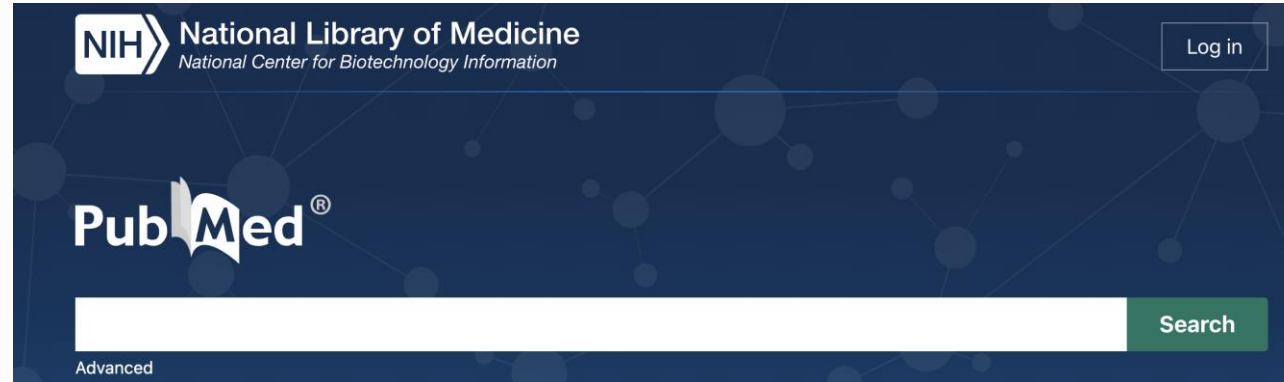 NIH National Library of Medicine
National Center for Biotechnology Information
Log in
PubMed®
Search
Advanced